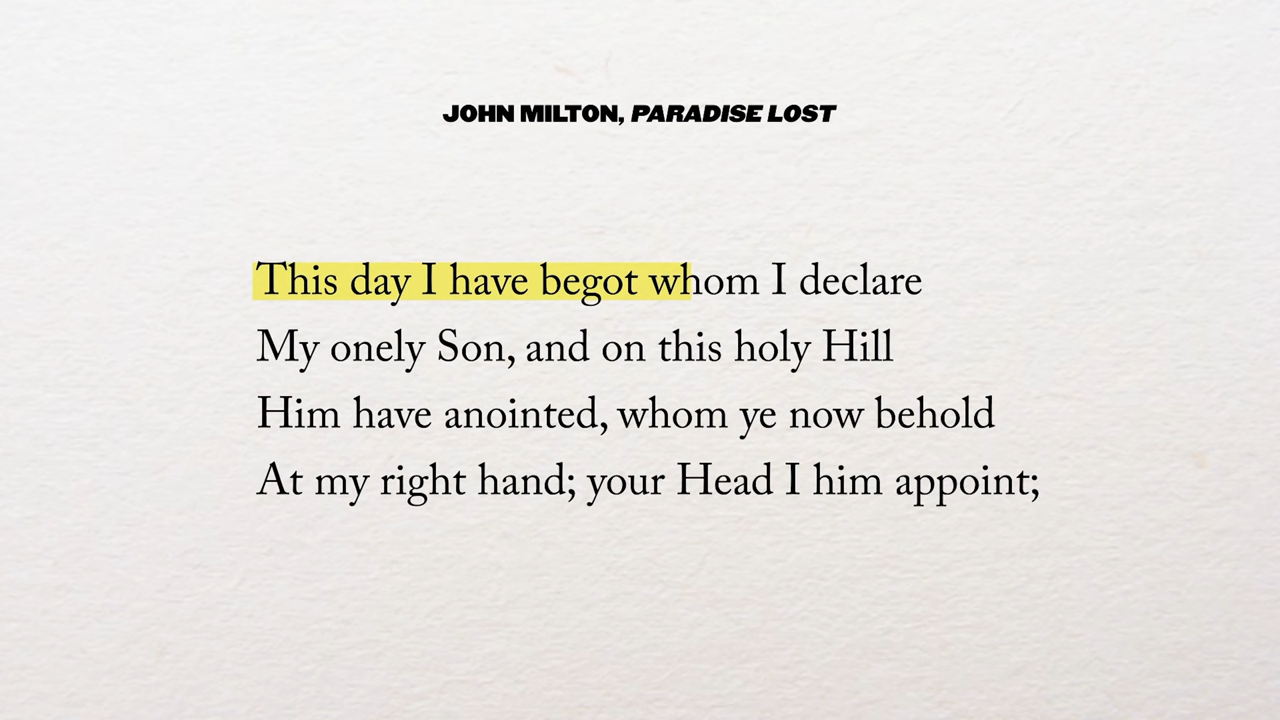 JOHN MILTON, PARADISE LOST
This day I have begot whom I declare
My onely Son, and on this holy Hill
Him have anointed, whom ye now behold
At my right hand; your Head I him appoint;